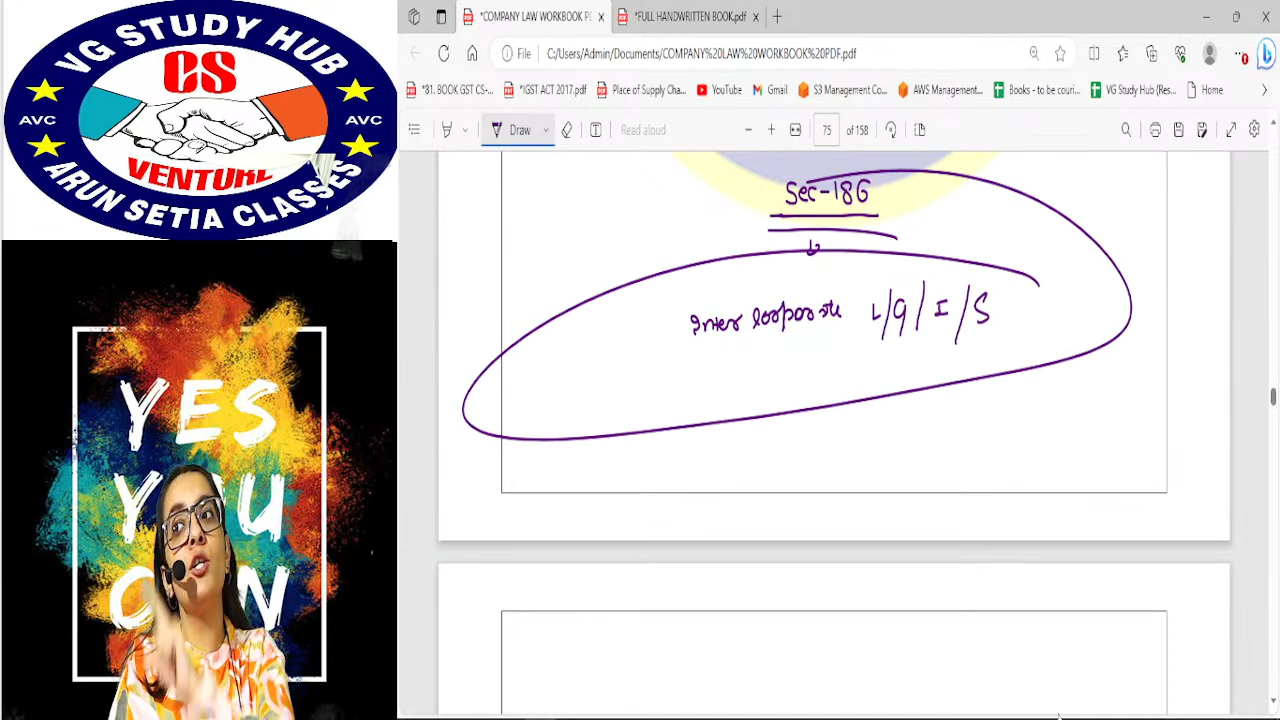 VG STUDY HUB
CS
AVC
AVC
VENTURE
ARUN SETIA CLASSES
YES
YOU
CAN
*COMPANY LAW WORKBOOK PD
*FULL HANDWRITTEN BOOK.pdf
File
C:/Users/Admin/Documents/COMPANY%20LAW%20WORKBOOK%20PDF.pdf
*81. BOOK GST CS-...
*IGST ACT 2017.pdf
Place of Supply Cha...
YouTube
Gmail
S3 Management Co...
AWS Management...
Books - to be couri...
VG Study Hub (Res...
Home
Draw
Read aloud
75
of 158
Sec-186
Inter corporate L/G/I/S